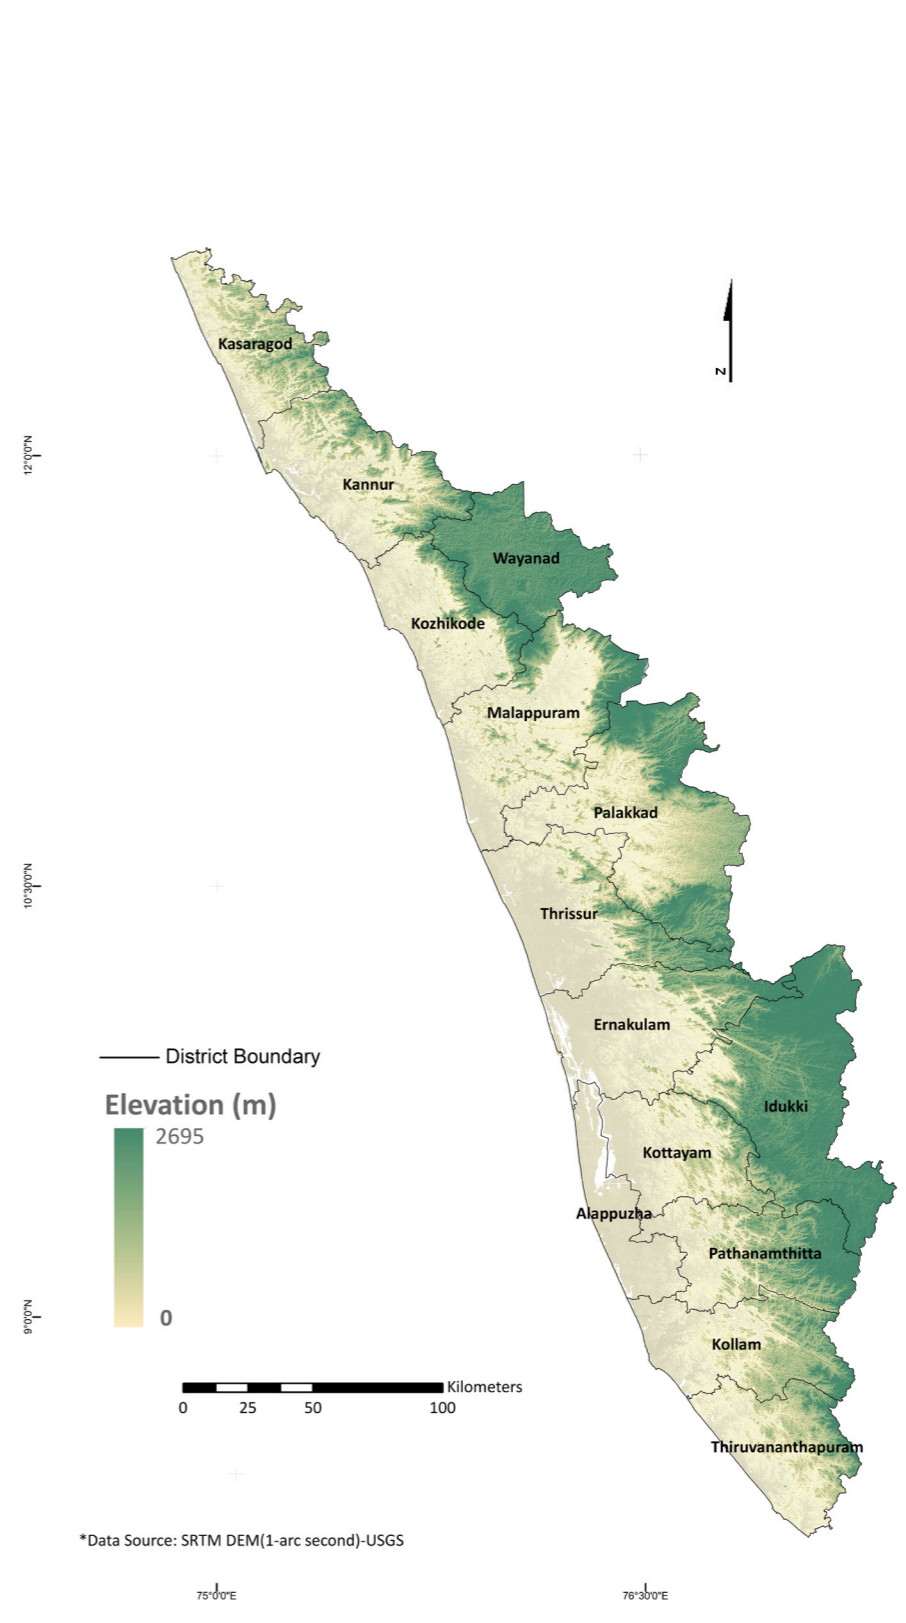 Kasaragod
N
12°0'0"N
Kannur
Wayanad
Kozhikode
Malappuram
Palakkad
10°30'0"N
Thrissur
Ernakulam
District Boundary
Elevation (m)
2695
0
Idukki
Kottayam
Alappuzha
Pathanamthitta
9°0'0"N
Kollam
Kilometers
0 25 50 100
Thiruvananthapuram
*Data Source: SRTM DEM(1-arc second)-USGS
75°0'0"E 76°30'0"E